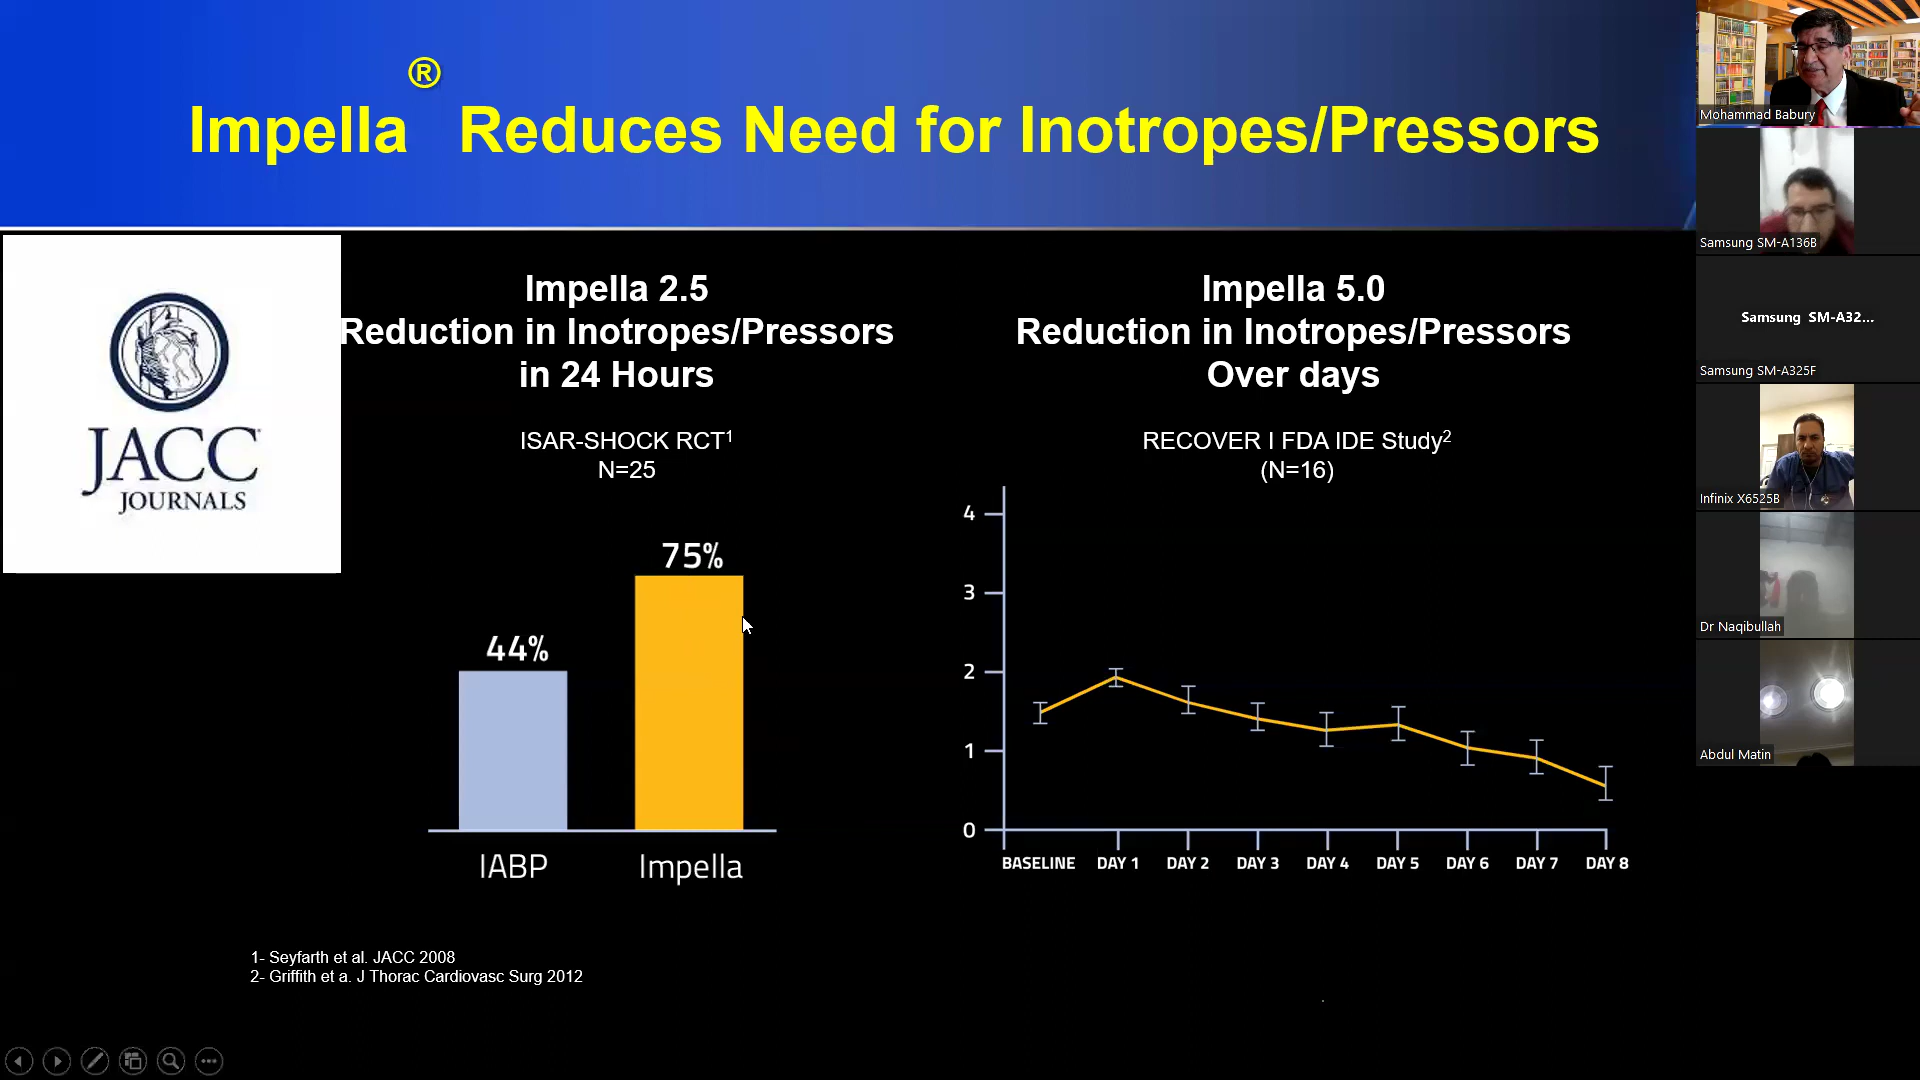 Impella® Reduces Need for Inotropes/Pressors
JACC
JOURNALS
Impella 2.5
Reduction in Inotropes/Pressors
in 24 Hours
ISAR-SHOCK RCT1
N=25
44%
75%
IABP
Impella
Impella 5.0
Reduction in Inotropes/Pressors
Over days
RECOVER I FDA IDE Study2
(N=16)
4
3
2
1
0
BASELINE DAY 1 DAY 2 DAY 3 DAY 4 DAY 5 DAY 6 DAY 7 DAY 8
1- Seyfarth et al. JACC 2008
2- Griffith et a. J Thorac Cardiovasc Surg 2012
Mohammad Babury
Samsung SM-A136B
Samsung SM-A32...
Samsung SM-A325F
Infinix X6525B
Dr Naqibullah
Abdul Matin